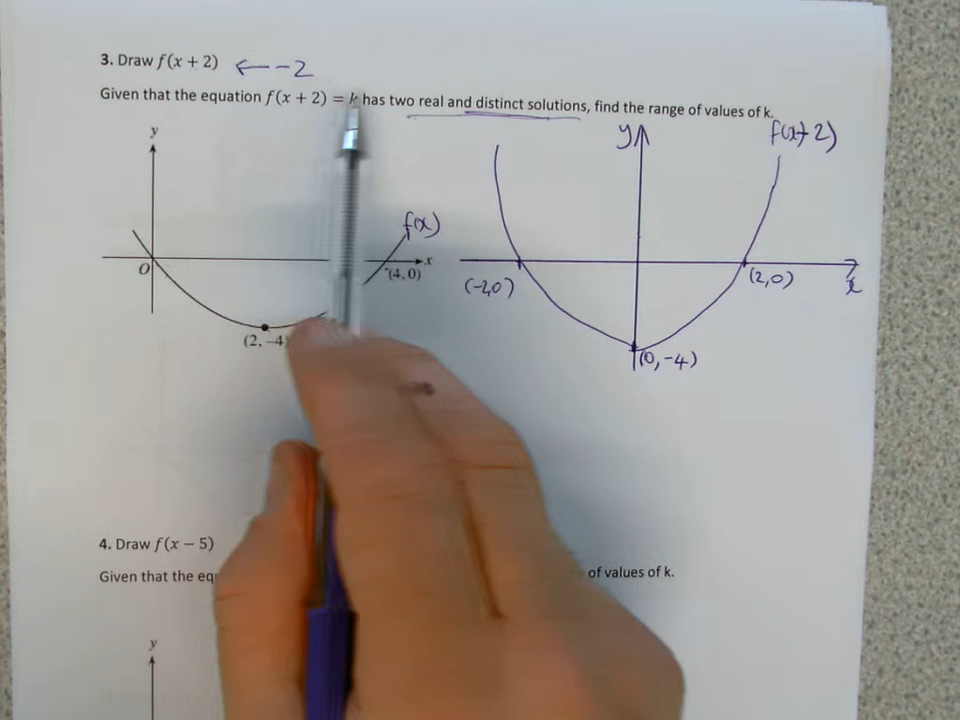 3. Draw f(x + 2) ← -2
Given that the equation f(x + 2) = k has two real and distinct solutions, find the range of values of k.
y
O
x
(4, 0)
(2, -4
f(x)
y
f(x+2)
(-2,0)
(2,0)
x
(0,-4)
4. Draw f(x − 5)
Given that the of values of k.
y